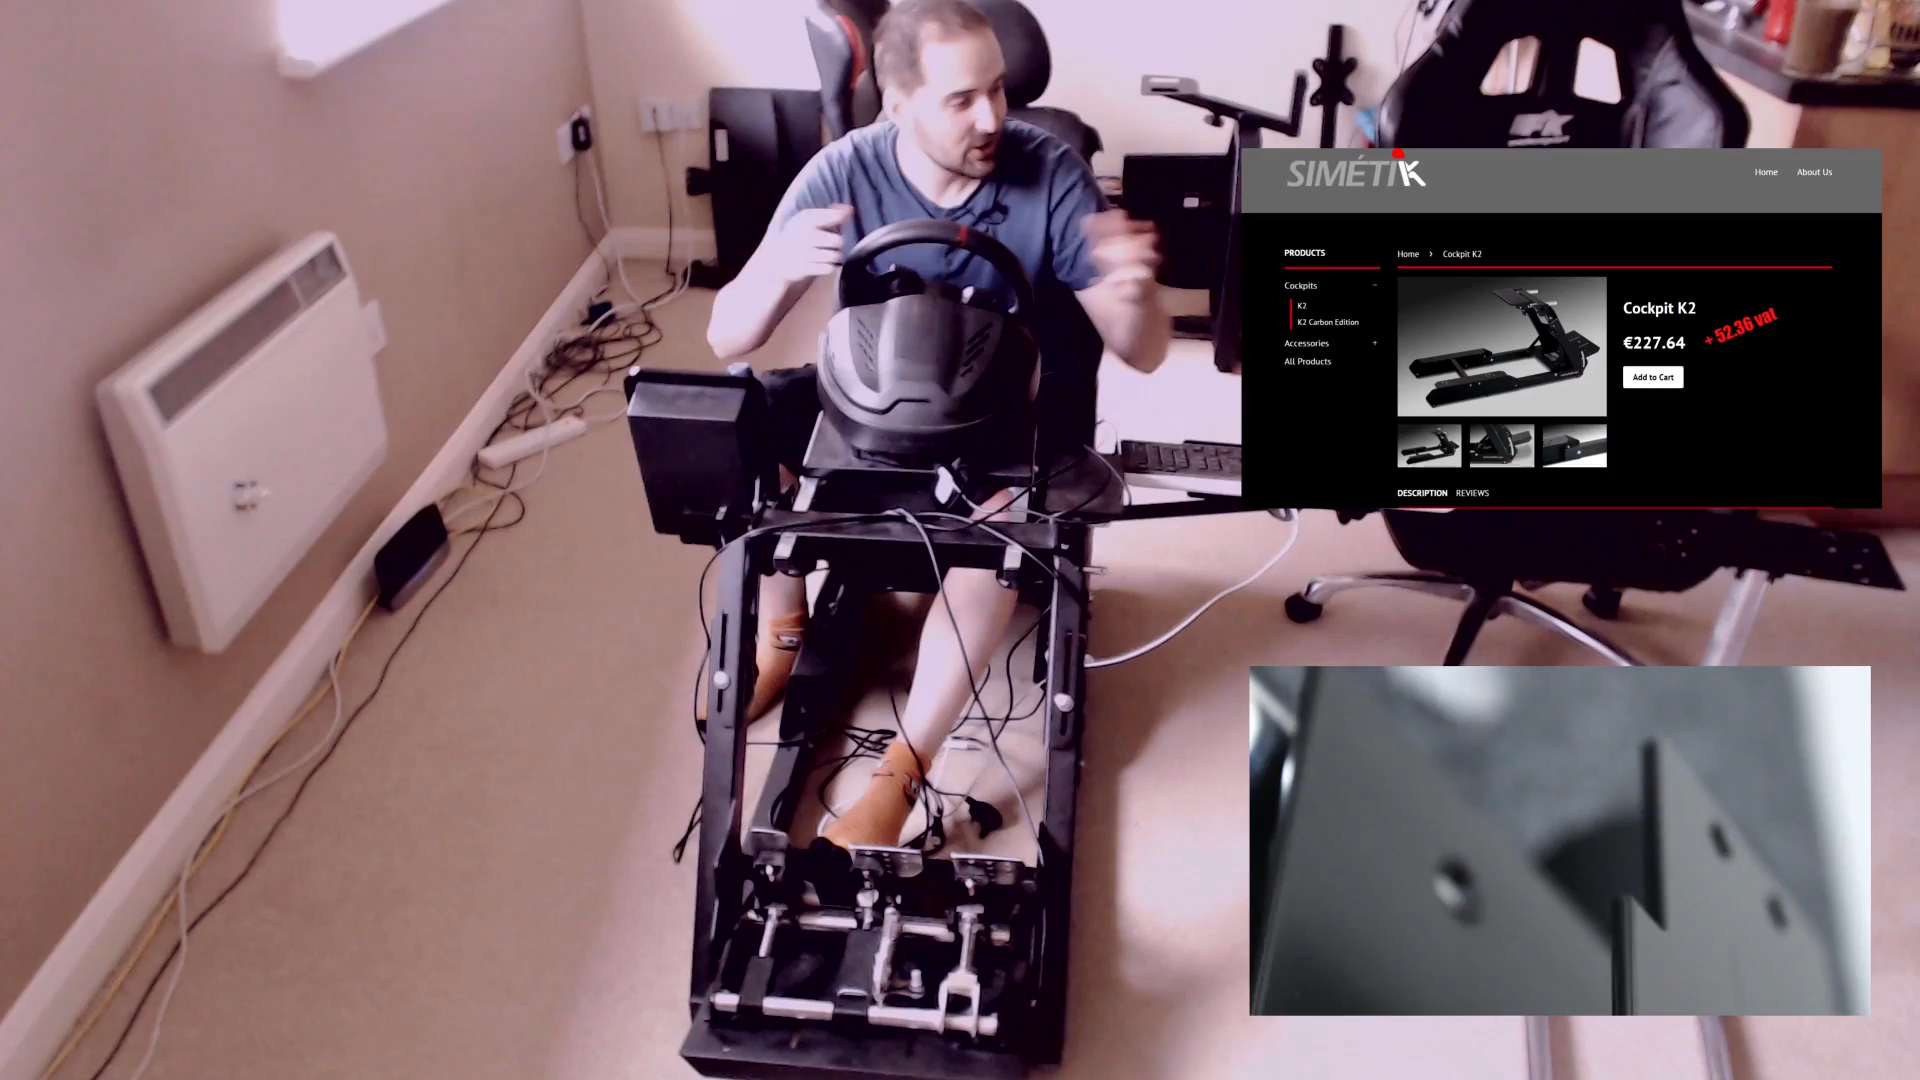 SIMÉTIK
Home
About Us
PRODUCTS
Home › Cockpit K2
Cockpits −
K2
K2 Carbon Edition
Accessories +
All Products
Cockpit K2
€227.64
+ 52.36 vat
Add to Cart
DESCRIPTION
REVIEWS